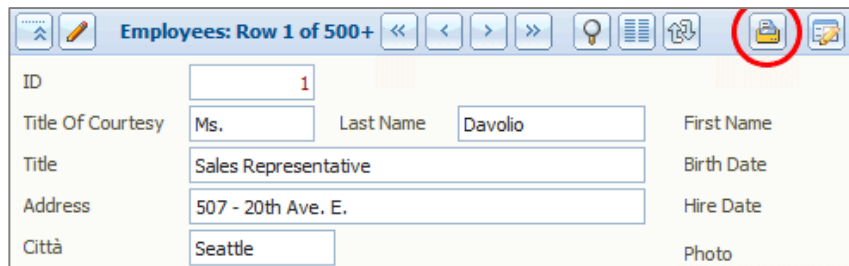 Employees: Row 1 of 500+
ID 1
Title Of Courtesy Ms. Last Name Davolio First Name
Title Sales Representative Birth Date
Address 507 - 20th Ave. E. Hire Date
Città Seattle Photo